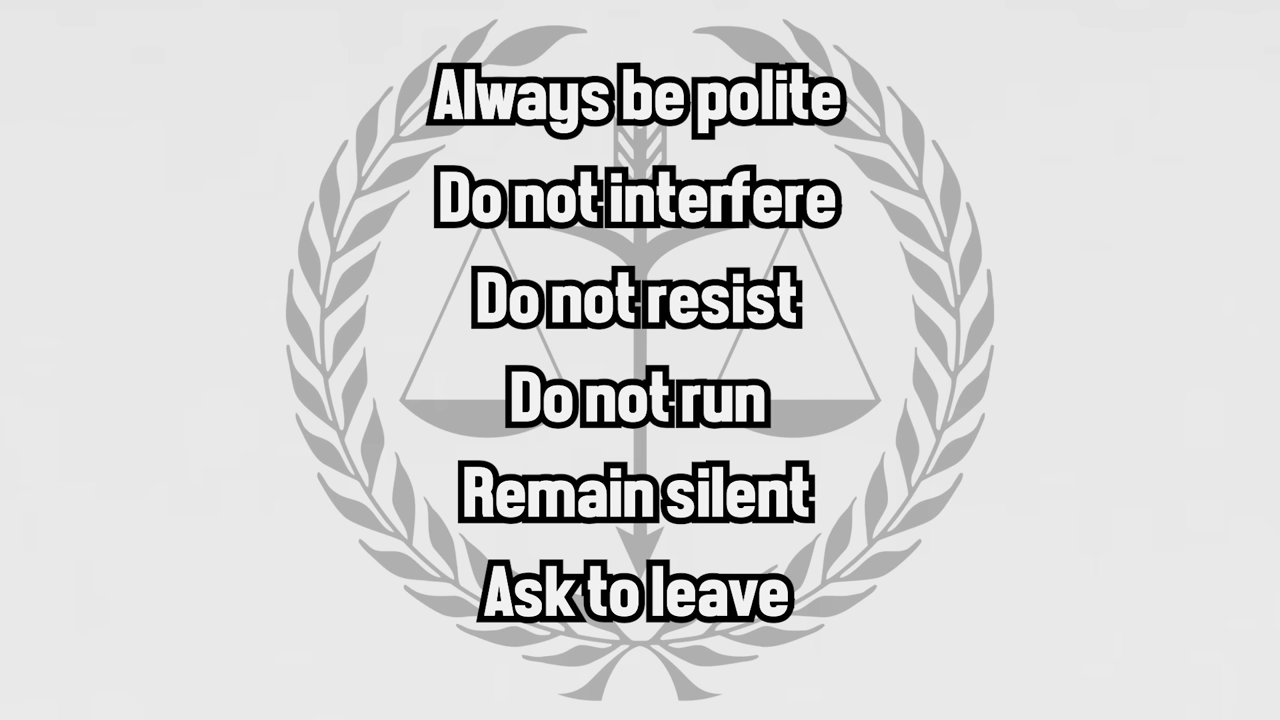 Always be polite
Do not interfere
Do not resist
Do not run
Remain silent
Ask to leave